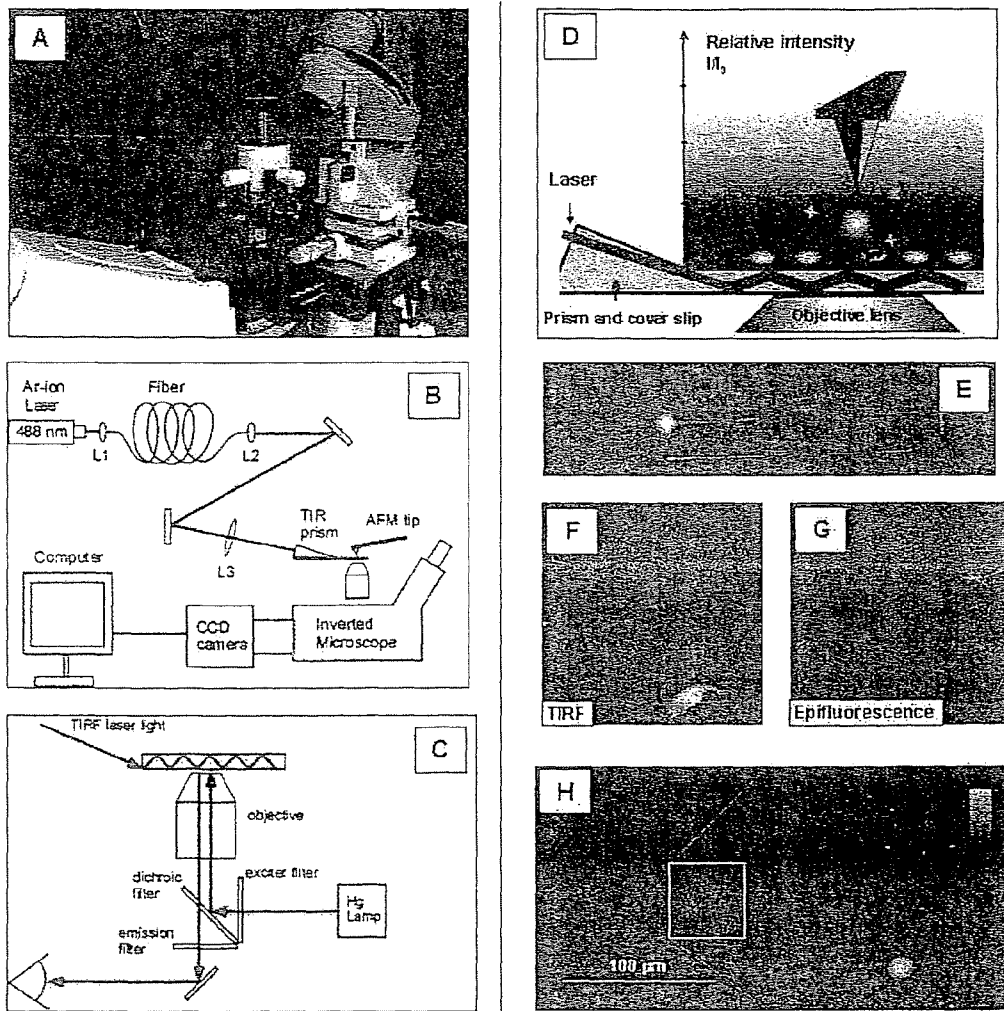 A
B
Ar-ion
Laser
488 nm
Fiber
L1
L2
L3
TIR
prism
AFM tip
Computer
CCD
camera
Inverted
Microscope
C
TIRF laser light
objective
dichroic
filter
exciter filter
emission
filter
Hg
Lamp
D
Relative intensity
I/I₀
Laser
Prism and cover slip
Objective lens
E
F
TIRF
G
Epifluorescence
H
100 μm